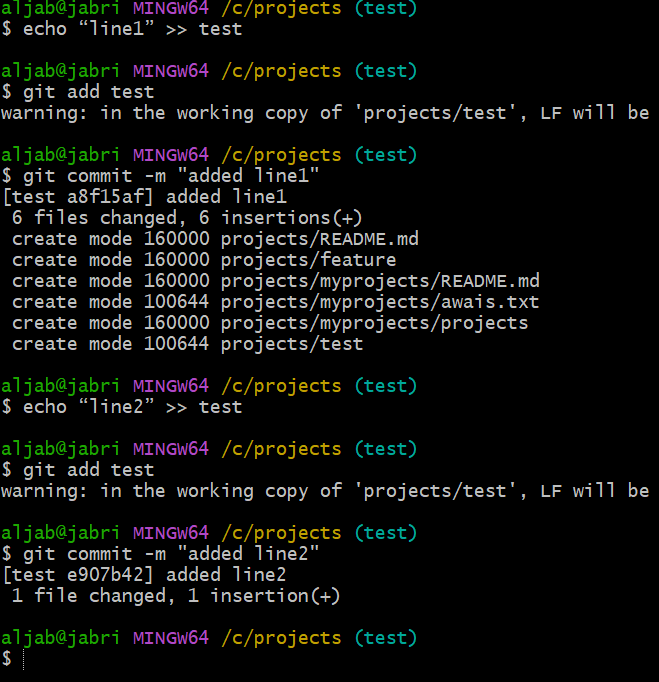 aljab@jabri MINGW64 /c/projects (test)
$ echo “line1” >> test
aljab@jabri MINGW64 /c/projects (test)
$ git add test
warning: in the working copy of 'projects/test', LF will be
aljab@jabri MINGW64 /c/projects (test)
$ git commit -m "added line1"
[test a8f15af] added line1
 6 files changed, 6 insertions(+)
 create mode 160000 projects/README.md
 create mode 160000 projects/feature
 create mode 160000 projects/myprojects/README.md
 create mode 100644 projects/myprojects/awais.txt
 create mode 160000 projects/myprojects/projects
 create mode 100644 projects/test
aljab@jabri MINGW64 /c/projects (test)
$ echo “line2” >> test
aljab@jabri MINGW64 /c/projects (test)
$ git add test
warning: in the working copy of 'projects/test', LF will be
aljab@jabri MINGW64 /c/projects (test)
$ git commit -m "added line2"
[test e907b42] added line2
 1 file changed, 1 insertion(+)
aljab@jabri MINGW64 /c/projects (test)
$